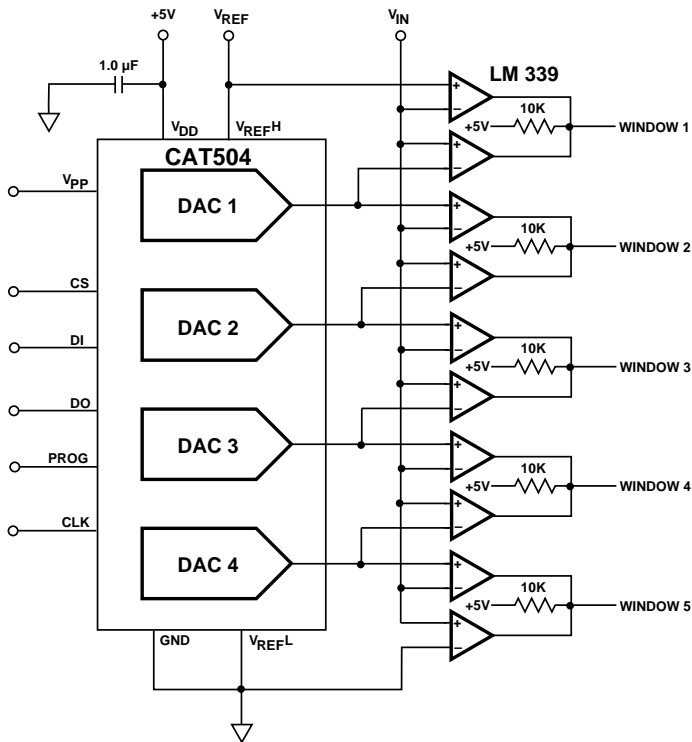 +5V
VREF
VIN
1.0 µF
LM 339
VDD
VREFH
CAT504
+
–
10K
+5V
WINDOW 1
+
–
VPP
DAC 1
+
–
10K
+5V
WINDOW 2
+
–
CS
DAC 2
DI
+
–
10K
+5V
WINDOW 3
+
–
DO
DAC 3
PROG
+
–
10K
+5V
WINDOW 4
+
–
CLK
DAC 4
+
–
10K
+5V
WINDOW 5
+
–
GND
VREFL